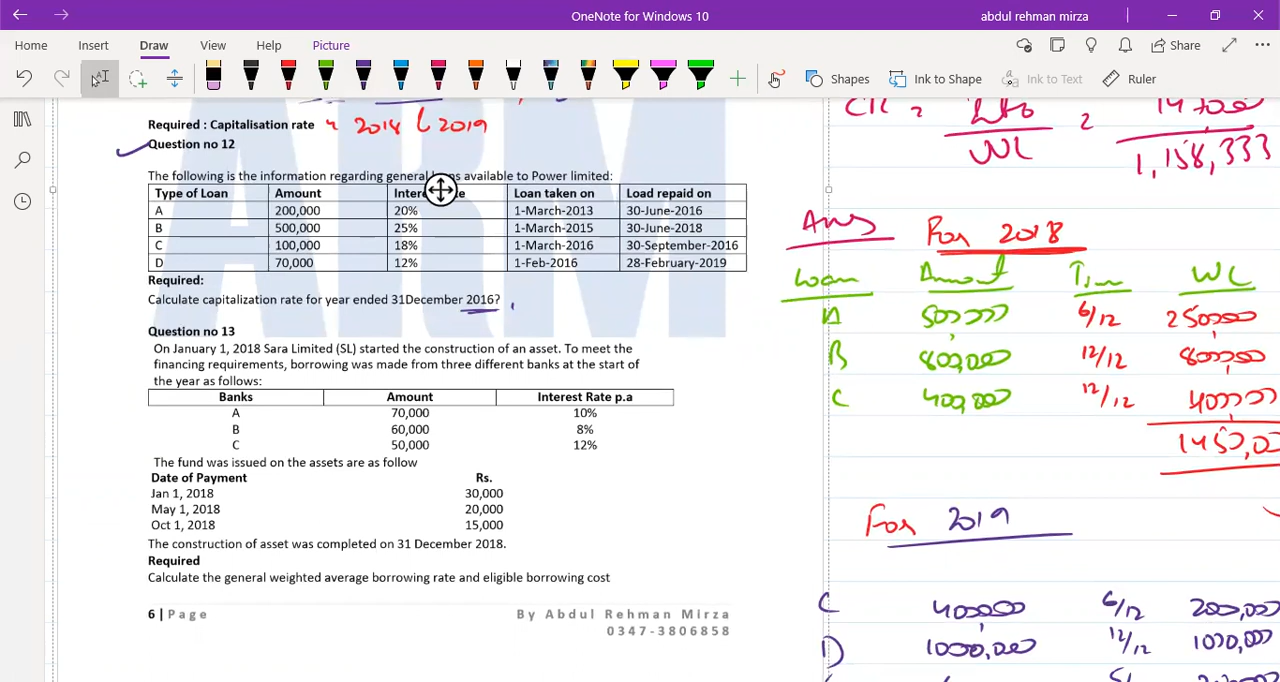 OneNote for Windows 10
abdul rehman mirza
Home Insert Draw View Help Picture
Share
Shapes Ink to Shape Ink to Text Ruler
Required : Capitalisation rate 2018 2019
Question no 12
The following is the information regarding general loans available to Power limited:
Type of Loan Amount Loan taken on Load repaid on
A 200,000 20% 1-March-2013 30-June-2016
B 500,000 25% 1-March-2015 30-June-2018
C 100,000 18% 1-March-2016 30-September-2016
D 70,000 12% 1-Feb-2016 28-February-2019
Required:
Calculate capitalization rate for year ended 31December 2016?
Question no 13
On January 1, 2018 Sara Limited (SL) started the construction of an asset. To meet the
financing requirements, borrowing was made from three different banks at the start of
the year as follows:
Banks Amount Interest Rate p.a
A 70,000 10%
B 60,000 8%
C 50,000 12%
The fund was issued on the assets are as follow
Date of Payment Rs.
Jan 1, 2018 30,000
May 1, 2018 20,000
Oct 1, 2018 15,000
The construction of asset was completed on 31 December 2018.
Required
Calculate the general weighted average borrowing rate and eligible borrowing cost
6 | Page By Abdul Rehman Mirza
0347-3806858
ARM
CR =
WL 1,158,333
Ans For 2018
Loan Amount WL
A 500,000 6/12 250,000
B 800,000 12/12 800,000
C 400,000 12/12 400,000
For 2019
C 400,000 6/12 200,000
D 1000,000 12/12